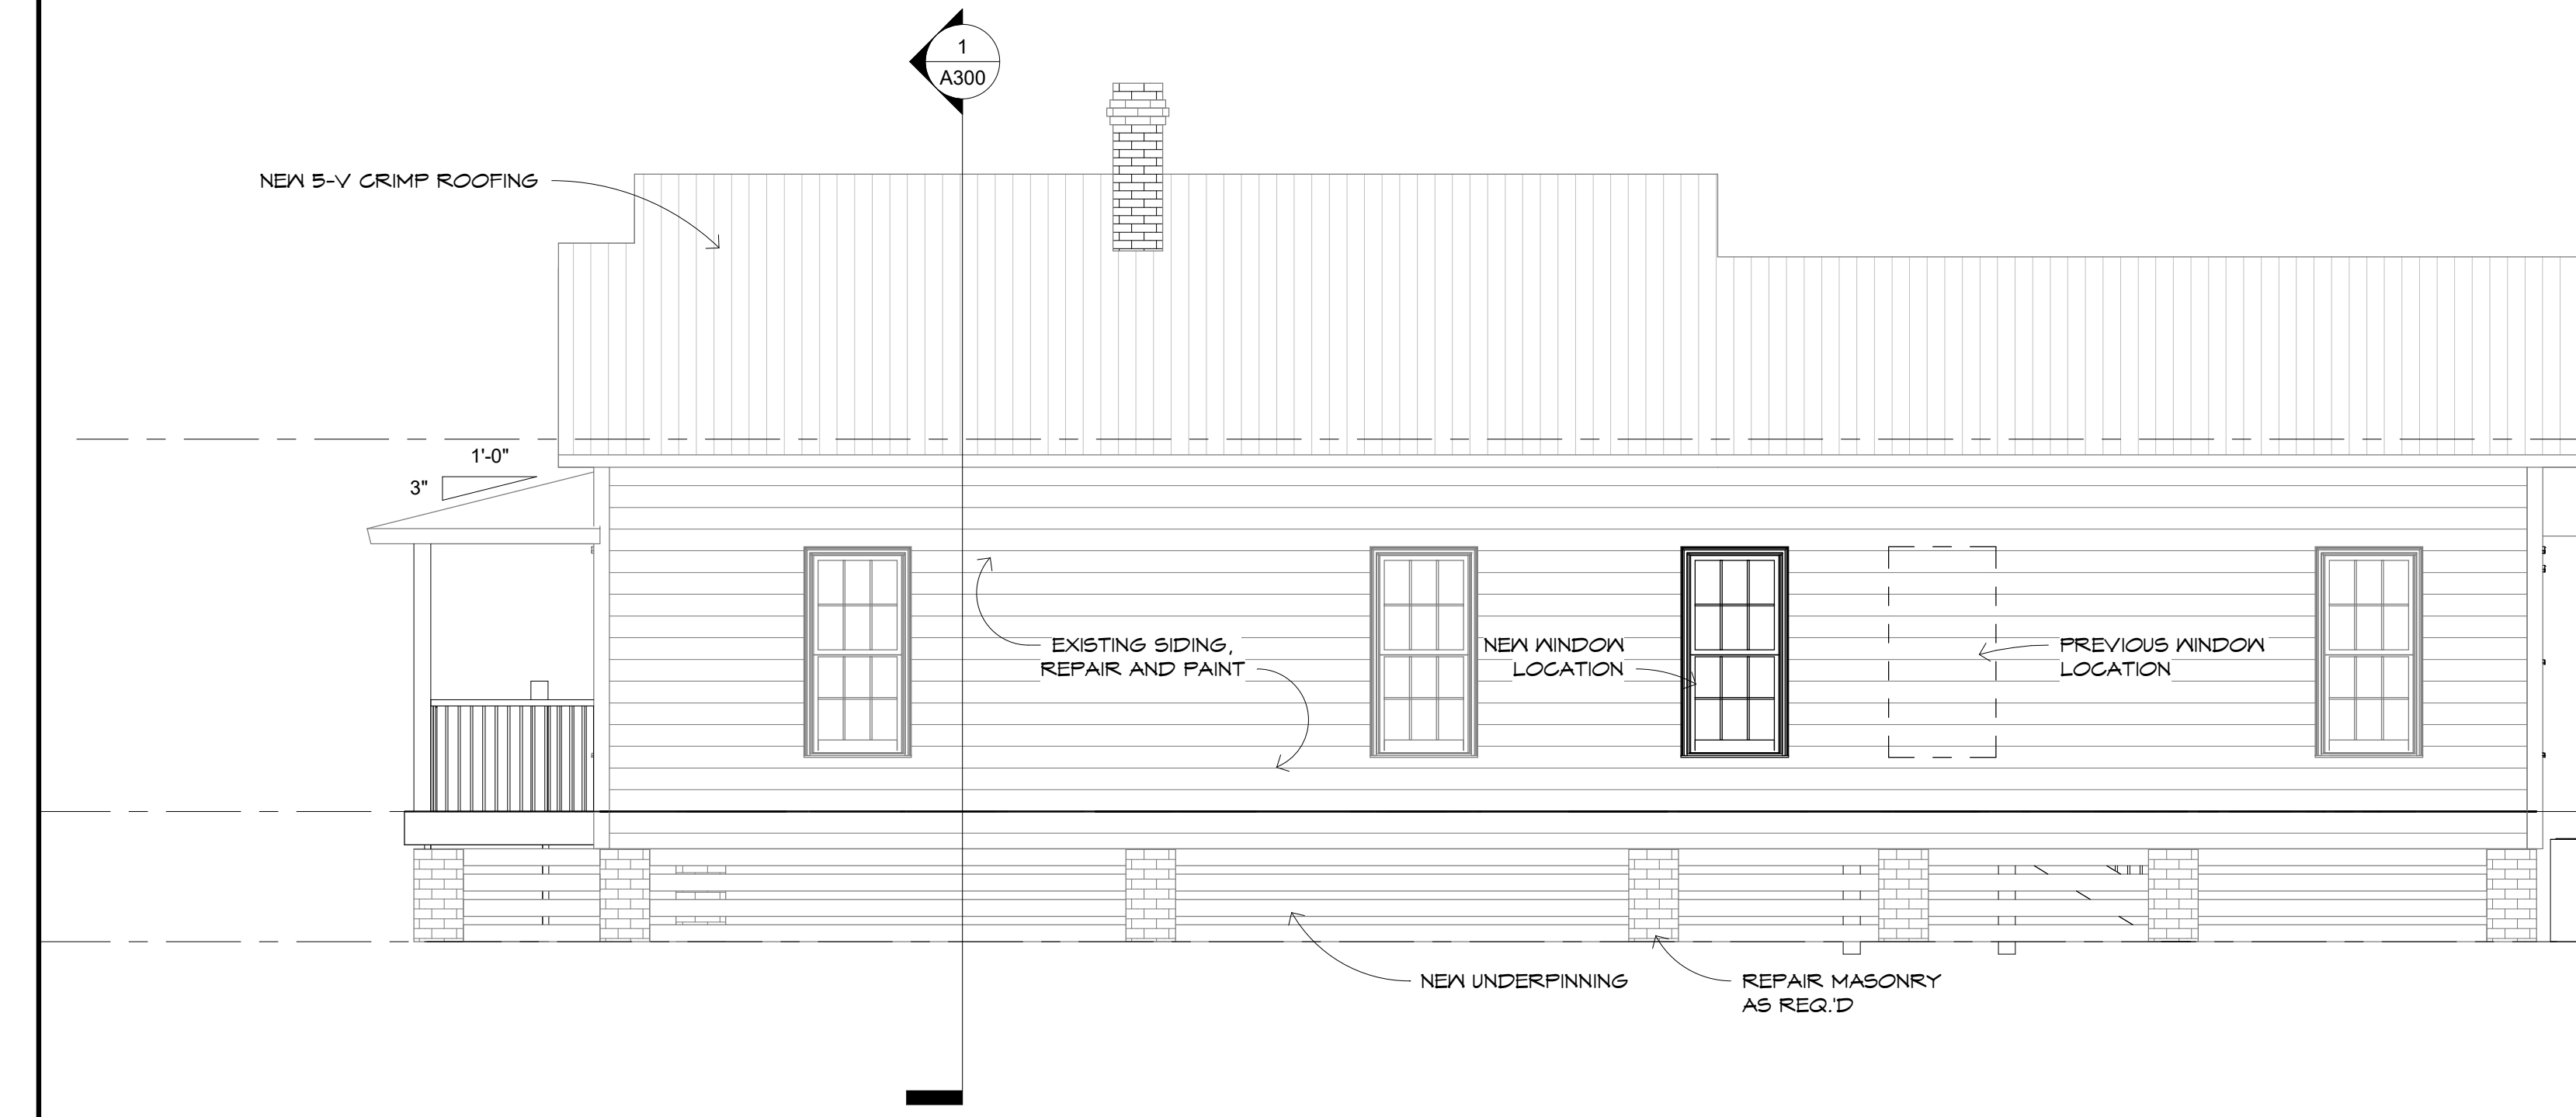 1
A300
NEW 5-V CRIMP ROOFING
1'-0"
3"
EXISTING SIDING,
REPAIR AND PAINT
NEW WINDOW
LOCATION
PREVIOUS WINDOW
LOCATION
NEW UNDERPINNING
REPAIR MASONRY
AS REQ.'D